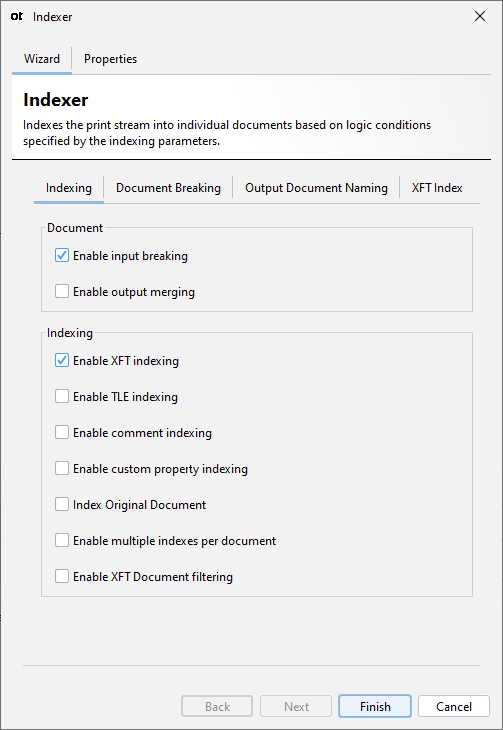 ot Indexer
Wizard Properties
Indexer
Indexes the print stream into individual documents based on logic conditions
specified by the indexing parameters.
Indexing Document Breaking Output Document Naming XFT Index
Document
Enable input breaking
Enable output merging
Indexing
Enable XFT indexing
Enable TLE indexing
Enable comment indexing
Enable custom property indexing
Index Original Document
Enable multiple indexes per document
Enable XFT Document filtering
Back Next Finish Cancel